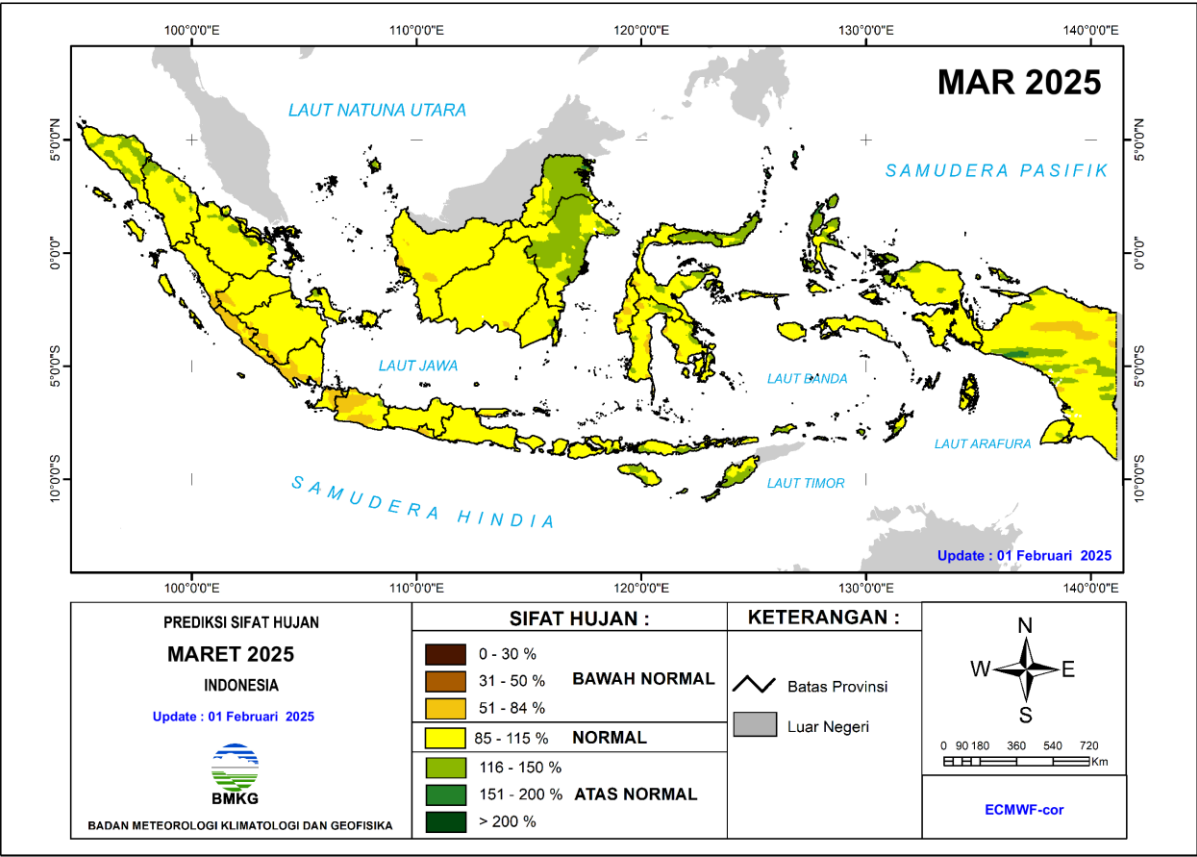 100°0'0"E 110°0'0"E 120°0'0"E 130°0'0"E 140°0'0"E
MAR 2025
LAUT NATUNA UTARA
5°0'0"N 5°0'0"N
SAMUDERA PASIFIK
0°0'0" 0°0'0"
LAUT JAWA
5°0'0"S 5°0'0"S
LAUT BANDA
LAUT ARAFURA
10°0'0"S 10°0'0"S
LAUT TIMOR
SAMUDERA HINDIA
Update : 01 Februari 2025
100°0'0"E 110°0'0"E 120°0'0"E 130°0'0"E 140°0'0"E
PREDIKSI SIFAT HUJAN
MARET 2025
INDONESIA
Update : 01 Februari 2025
BMKG
BADAN METEOROLOGI KLIMATOLOGI DAN GEOFISIKA
SIFAT HUJAN :
0 - 30 %
31 - 50 % BAWAH NORMAL
51 - 84 %
85 - 115 % NORMAL
116 - 150 %
151 - 200 % ATAS NORMAL
> 200 %
KETERANGAN :
Batas Provinsi
Luar Negeri
N
W E
S
0 90 180 360 540 720
Km
ECMWF-cor